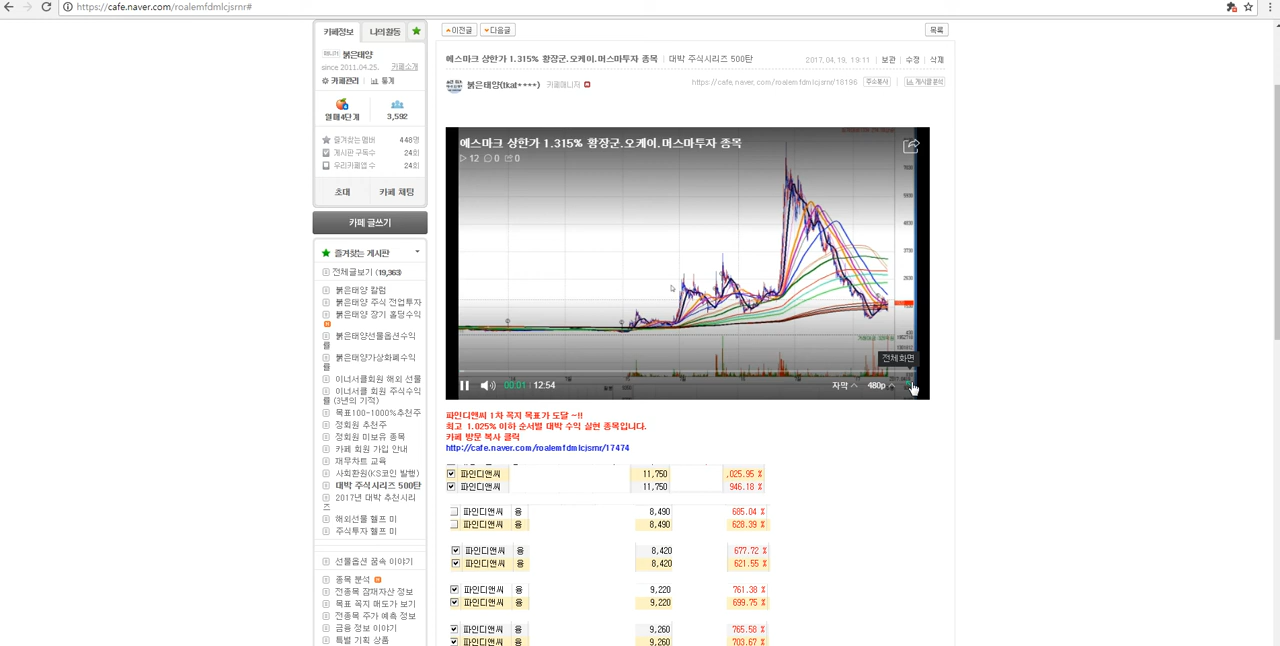 https://cafe.naver.com/roalemfdmlcjsrnr#
카페정보 나의활동
매니저 붉은태양
since 2011.04.25. 카페소개
카페관리 통계
열매4단계 3,592
즐겨찾는멤버 448명
게시판구독수 24회
우리카페앱수 24회
초대 카페 채팅
카페 글쓰기
즐겨찾는 게시판
전체글보기 (19,363)
붉은태양 칼럼
붉은태양 주식 전업투자
붉은태양 장기 홀딩수익
붉은태양선물옵션수익
률
붉은태양가상화폐수익
률
이너서클회원 해외 선물
이너서클 회원 주식수익
률 (3년의 기적)
목표100-1000%추천주
정회원 추천주
정회원 미보유 종목
카페 회원 가입 안내
재무차트 교육
사회환원(KS코인 발행)
대박 주식시리즈 500탄
2017년 대박 추천시리
즈
해외선물 헬프 미
주식투자 헬프 미
선물옵션 꿈속 이야기
종목 분석
전종목 잠재자산 정보
목표 쪽지 매도가 보기
전종목 주가 예측 정보
금융 정보 이야기
특별 기획 상품
이전글 다음글 목록
에스마크 상한가 1.315% 황장군.오케이.머스마투자 종목 대박 주식시리즈 500탄 2017.04.19. 19:11 보관 수정 삭제
붉은태양(tkat****) 카페매니저 https://cafe.naver.com/roalemfdmlcjsrnr/18196 주소복사 게시글 분석
에스마크 상한가 1.315% 황장군.오케이.머스마투자 종목
12 0 0
전체화면
00:01 12:54 자막 480p
파인디앤씨 1차 쪽지 목표가 도달 ~!!
최고 1.025% 이하 순서별 대박 수익 실현 종목입니다.
카페 방문 복사 클릭
http://cafe.naver.com/roalemfdmlcjsrnr/17474
파인디앤씨 11,750 ,025.95 %
파인디앤씨 11,750 946.18 %
파인디앤씨 융 8,490 685.04 %
파인디앤씨 융 8,490 628.39 %
파인디앤씨 융 8,420 677.72 %
파인디앤씨 융 8,420 621.55 %
파인디앤씨 융 9,220 761.38 %
파인디앤씨 융 9,220 699.75 %
파인디앤씨 융 9,260 765.58 %
파인디앤씨 융 9,260 703.67 %